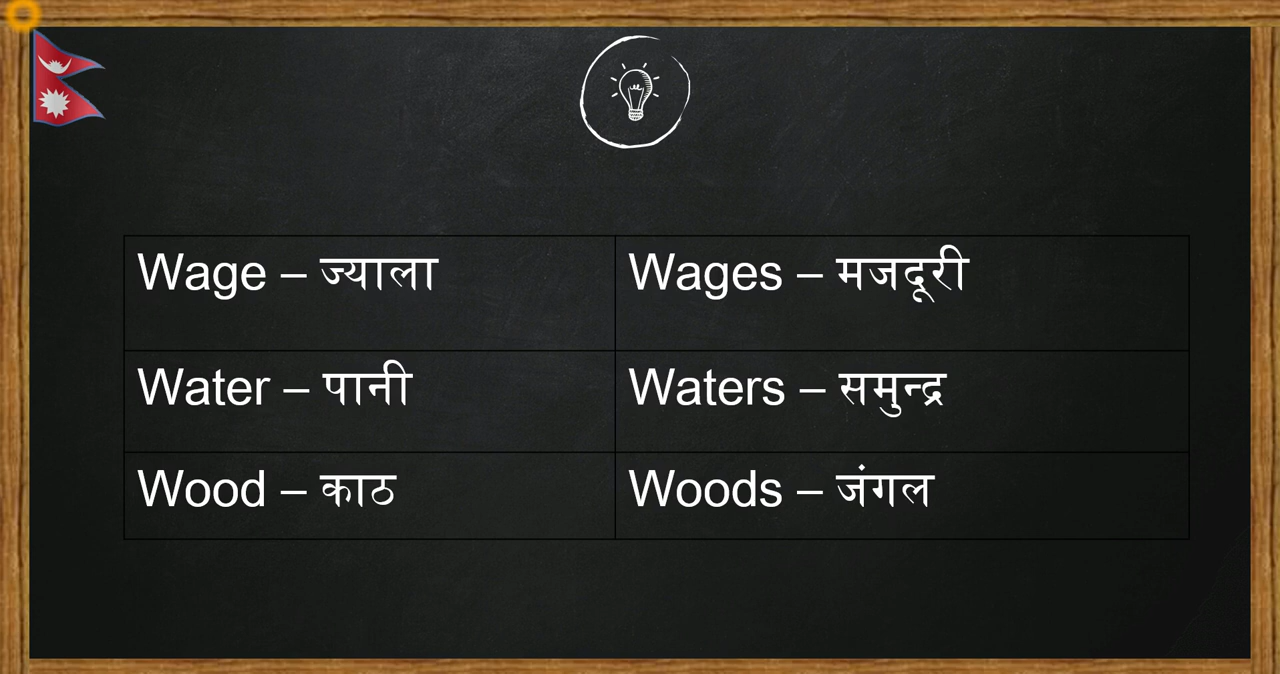 Wage – ज्याला
Wages – मजदूरी
Water – पानी
Waters – समुन्द्र
Wood – काठ
Woods – जंगल